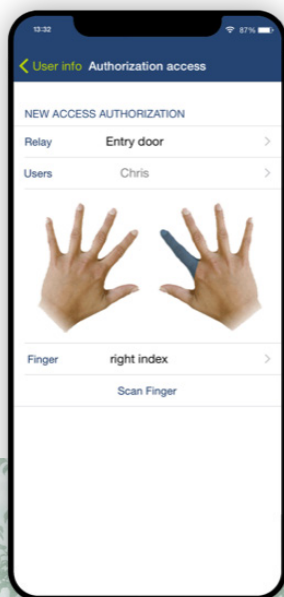 13:32 87%
User info Authorization access
NEW ACCESS AUTHORIZATION
Relay Entry door
Users Chris
Finger right index
Scan Finger